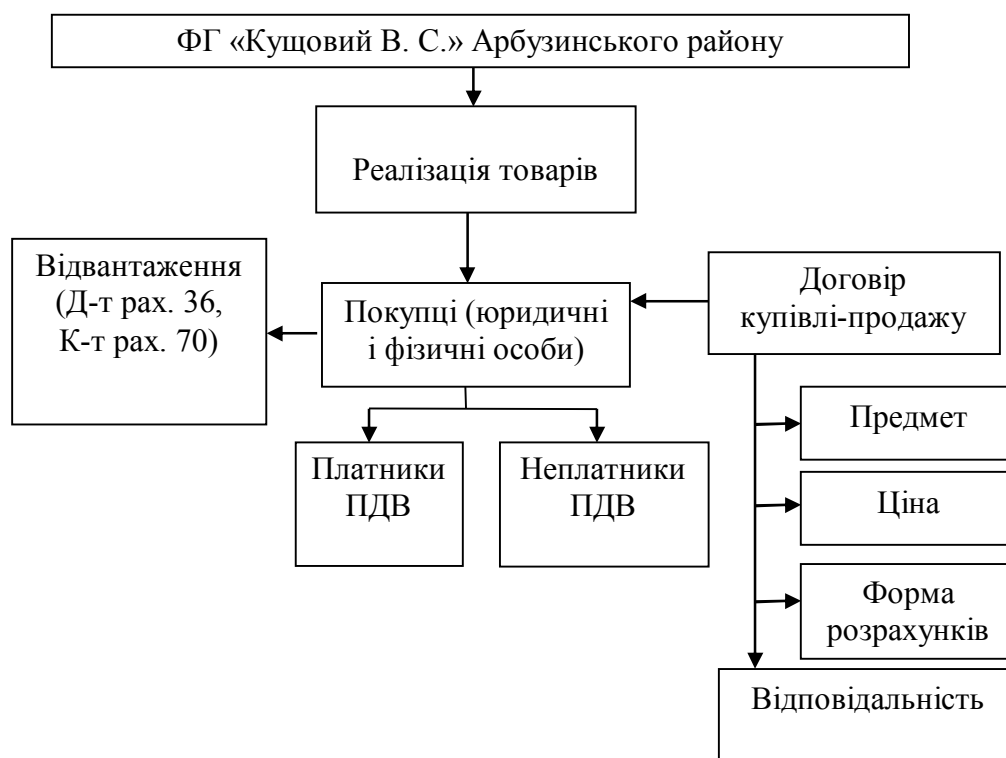 ФГ «Кущовий В. С.» Арбузинського району
Реалізація товарів
Відвантаження
(Д-т рах. 36,
К-т рах. 70)
Покупці (юридичні
і фізичні особи)
Договір
купівлі-продажу
Платники
ПДВ
Неплатники
ПДВ
Предмет
Ціна
Форма
розрахунків
Відповідальність